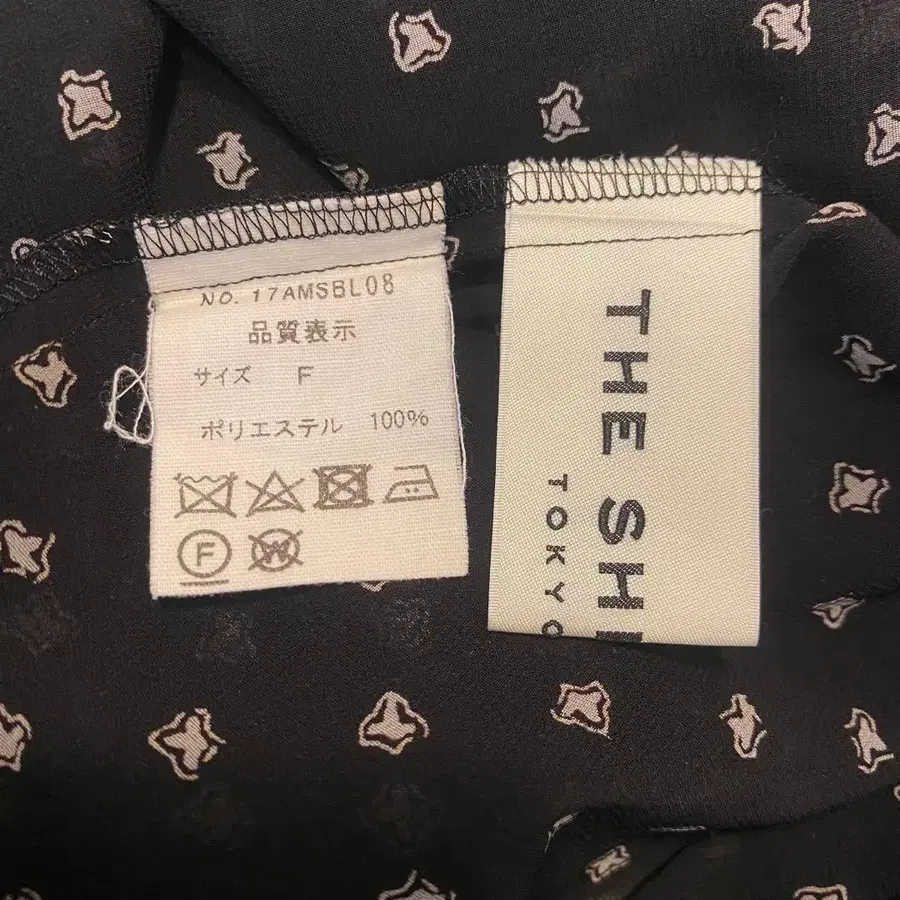 NO. 17AMSBL08
品質表示
サイズ F
ポリエステル 100%
F
W
THE SH
TOKYO